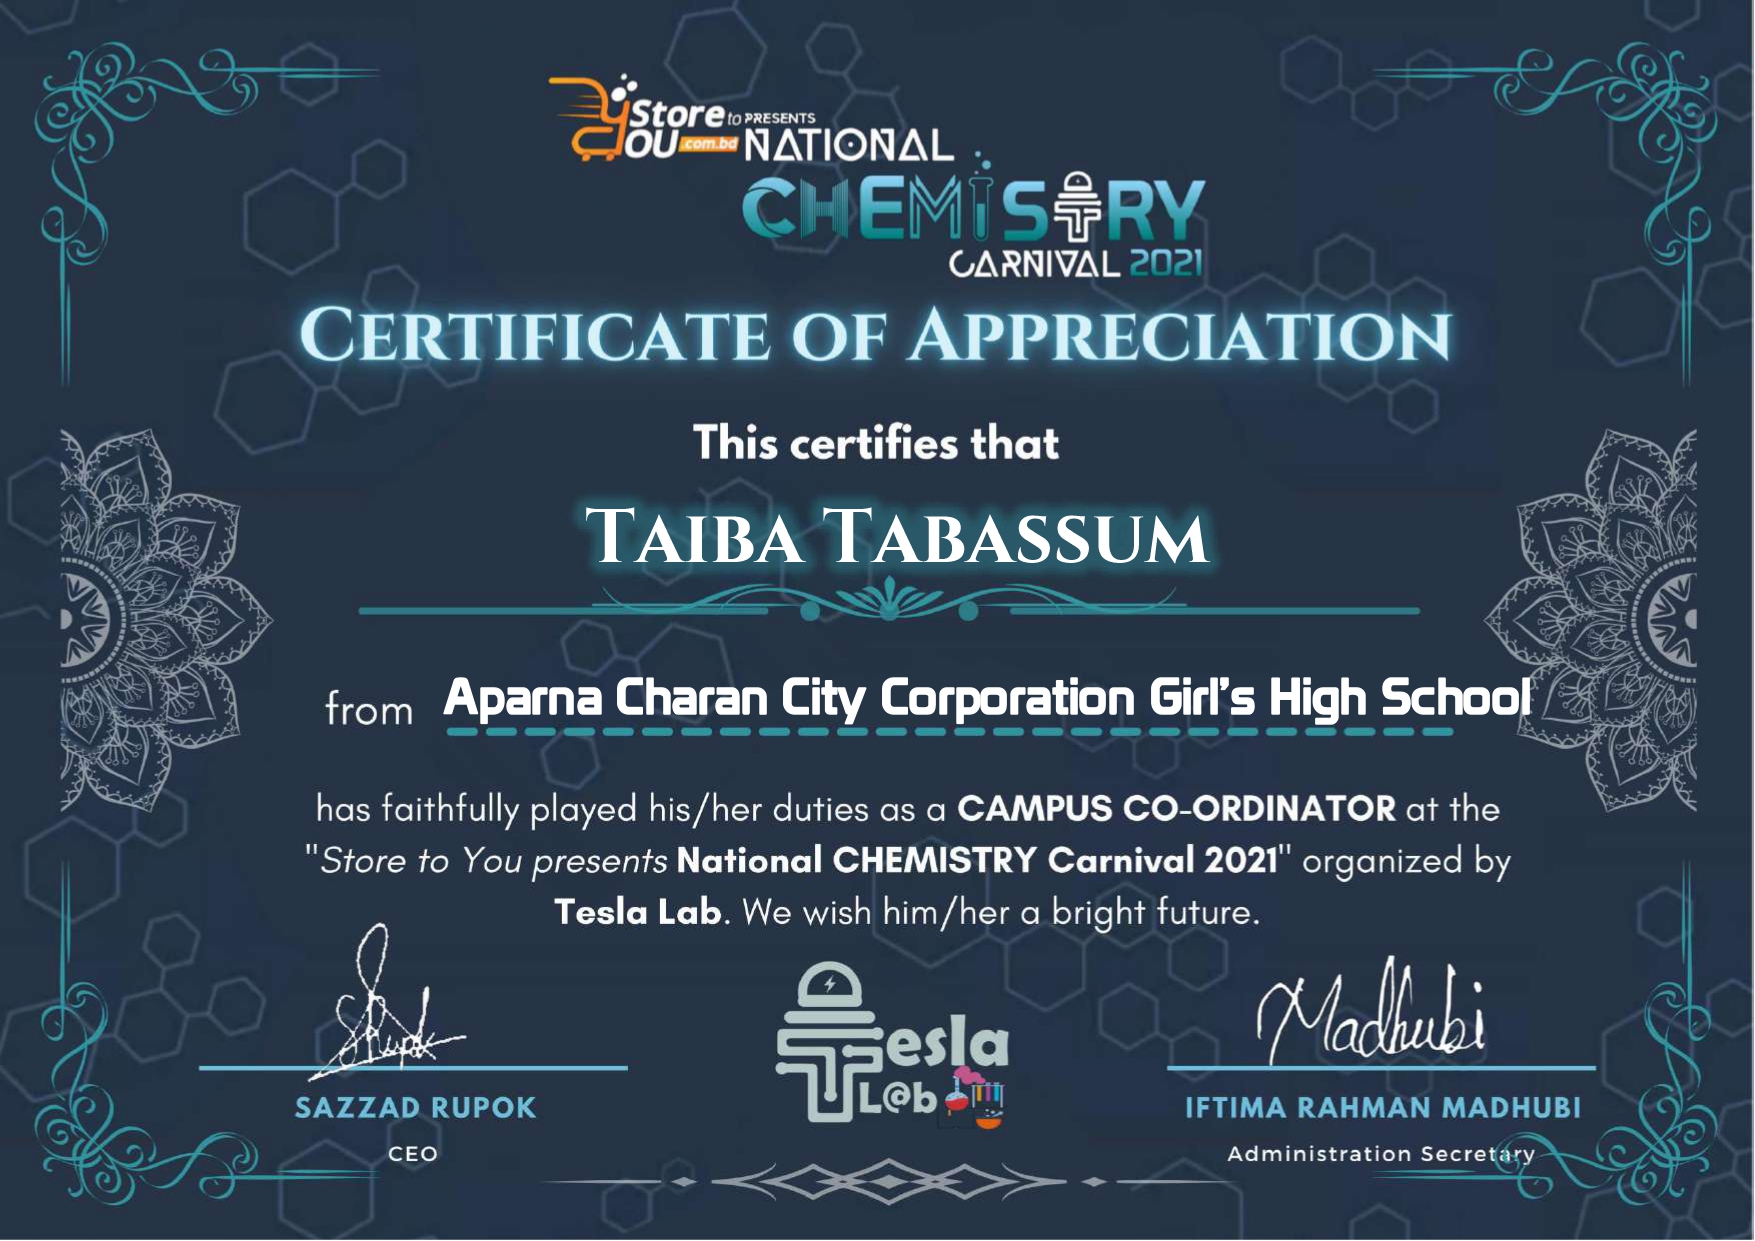 Store to PRESENTS
YOU .com.bd NATIONAL
CHEMISTRY
CARNIVAL 2021
CERTIFICATE OF APPRECIATION
This certifies that
TAIBA TABASSUM
from Aparna Charan City Corporation Girl's High School
has faithfully played his/her duties as a CAMPUS CO-ORDINATOR at the
"Store to You presents National CHEMISTRY Carnival 2021" organized by
Tesla Lab. We wish him/her a bright future.
SRupok
Madhubi
Tesla
L@b
SAZZAD RUPOK
IFTIMA RAHMAN MADHUBI
CEO
Administration Secretary